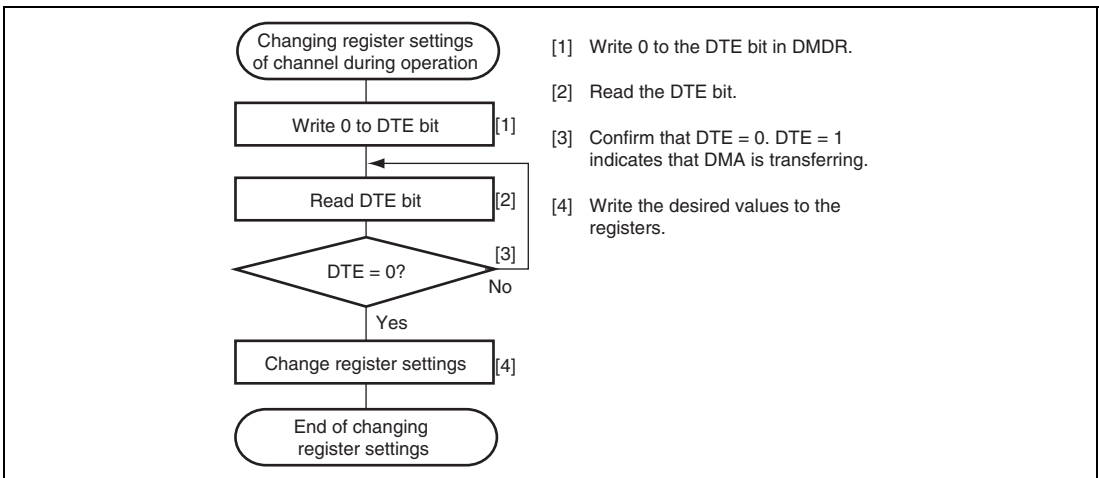 Changing register settings
of channel during operation
Write 0 to DTE bit
[1]
Read DTE bit
[2]
[3]
DTE = 0?
No
Yes
Change register settings
[4]
End of changing
register settings
[1] Write 0 to the DTE bit in DMDR.
[2] Read the DTE bit.
[3] Confirm that DTE = 0. DTE = 1
indicates that DMA is transferring.
[4] Write the desired values to the
registers.